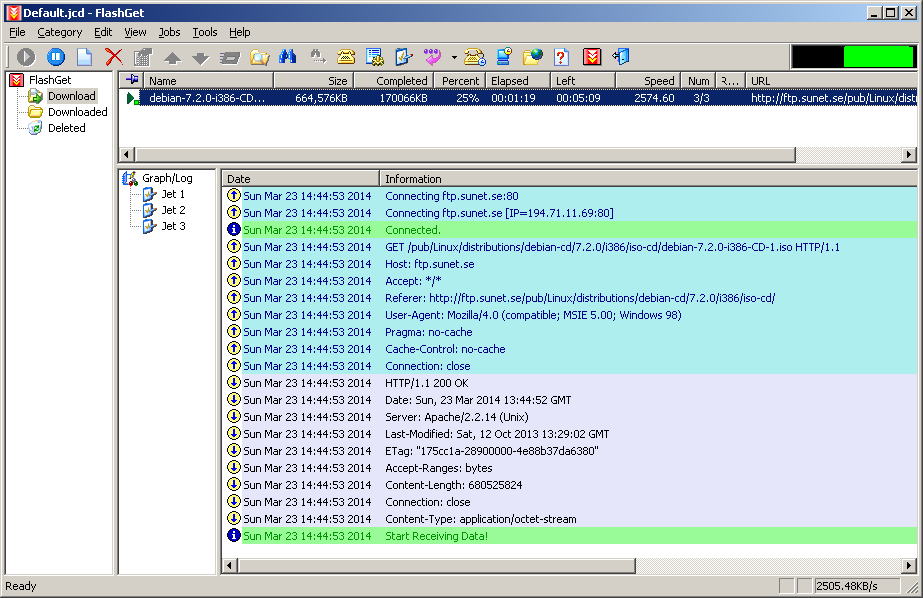 Default.jcd - FlashGet
File Category Edit View Jobs Tools Help
FlashGet
Download
Downloaded
Deleted
Name Size Completed Percent Elapsed Left Speed Num R... URL
debian-7.2.0-i386-CD... 664,576KB 170066KB 25% 00:01:19 00:05:09 2574.60 3/3 http://ftp.sunet.se/pub/Linux/distri
Graph/Log
Jet 1
Jet 2
Jet 3
Date Information
Sun Mar 23 14:44:53 2014 Connecting ftp.sunet.se:80
Sun Mar 23 14:44:53 2014 Connecting ftp.sunet.se [IP=194.71.11.69:80]
Sun Mar 23 14:44:53 2014 Connected.
Sun Mar 23 14:44:53 2014 GET /pub/Linux/distributions/debian-cd/7.2.0/i386/iso-cd/debian-7.2.0-i386-CD-1.iso HTTP/1.1
Sun Mar 23 14:44:53 2014 Host: ftp.sunet.se
Sun Mar 23 14:44:53 2014 Accept: */*
Sun Mar 23 14:44:53 2014 Referer: http://ftp.sunet.se/pub/Linux/distributions/debian-cd/7.2.0/i386/iso-cd/
Sun Mar 23 14:44:53 2014 User-Agent: Mozilla/4.0 (compatible; MSIE 5.00; Windows 98)
Sun Mar 23 14:44:53 2014 Pragma: no-cache
Sun Mar 23 14:44:53 2014 Cache-Control: no-cache
Sun Mar 23 14:44:53 2014 Connection: close
Sun Mar 23 14:44:53 2014 HTTP/1.1 200 OK
Sun Mar 23 14:44:53 2014 Date: Sun, 23 Mar 2014 13:44:52 GMT
Sun Mar 23 14:44:53 2014 Server: Apache/2.2.14 (Unix)
Sun Mar 23 14:44:53 2014 Last-Modified: Sat, 12 Oct 2013 13:29:02 GMT
Sun Mar 23 14:44:53 2014 ETag: "175cc1a-28900000-4e88b37da6380"
Sun Mar 23 14:44:53 2014 Accept-Ranges: bytes
Sun Mar 23 14:44:53 2014 Content-Length: 680525824
Sun Mar 23 14:44:53 2014 Connection: close
Sun Mar 23 14:44:53 2014 Content-Type: application/octet-stream
Sun Mar 23 14:44:53 2014 Start Receiving Data!
Ready 2505.48KB/s